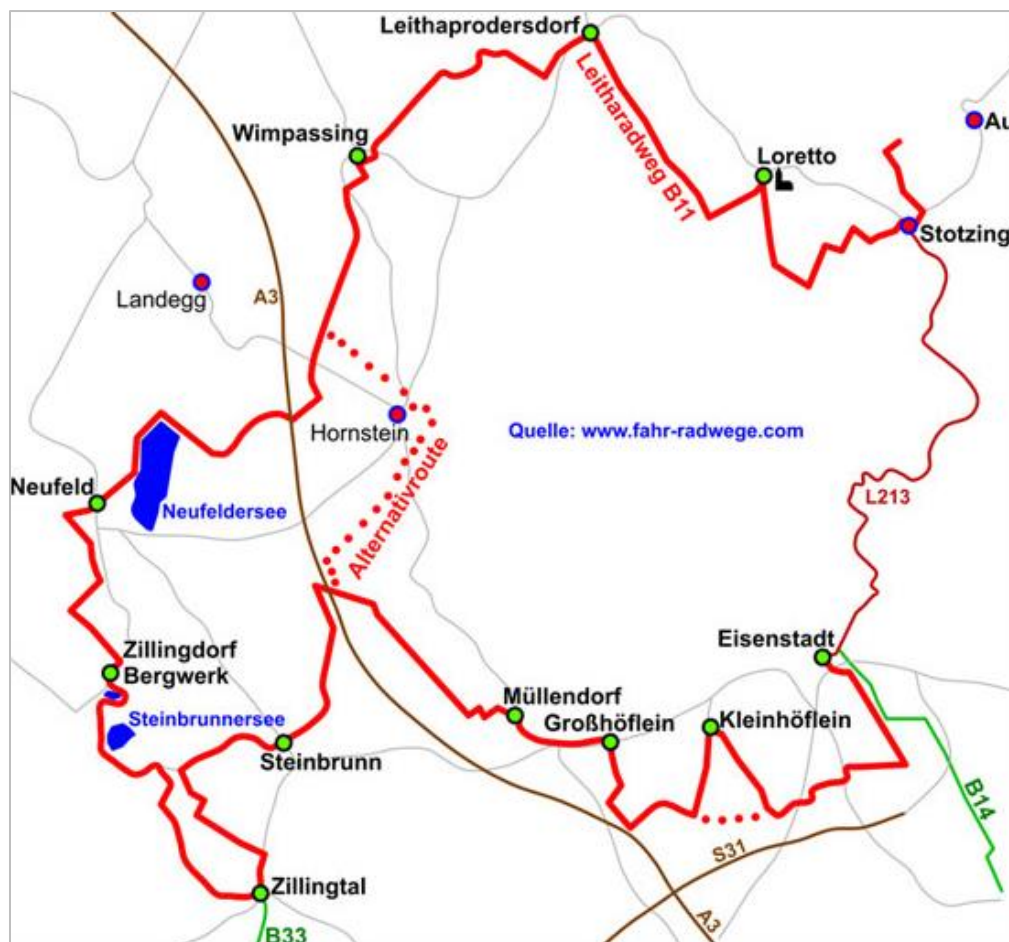 Leithaprodersdorf
Leitharadweg B11
Wimpassing
Loretto
Au
Stotzing
A3
Landegg
Hornstein
Quelle: www.fahr-radwege.com
Alternativroute
Neufeld
Neufeldersee
L213
Zillingdorf
Bergwerk
Eisenstadt
Steinbrunnersee
Müllendorf
Großhöflein
Kleinhöflein
Steinbrunn
B14
S31
Zillingtal
A3
B33